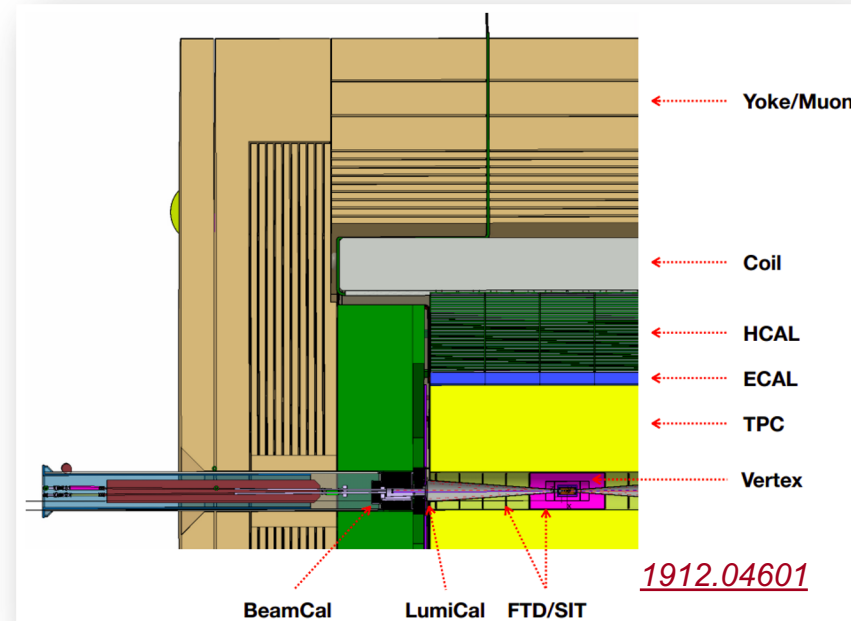 Yoke/Muon
Coil
HCAL
ECAL
TPC
Vertex
1912.04601
BeamCal LumiCal FTD/SIT